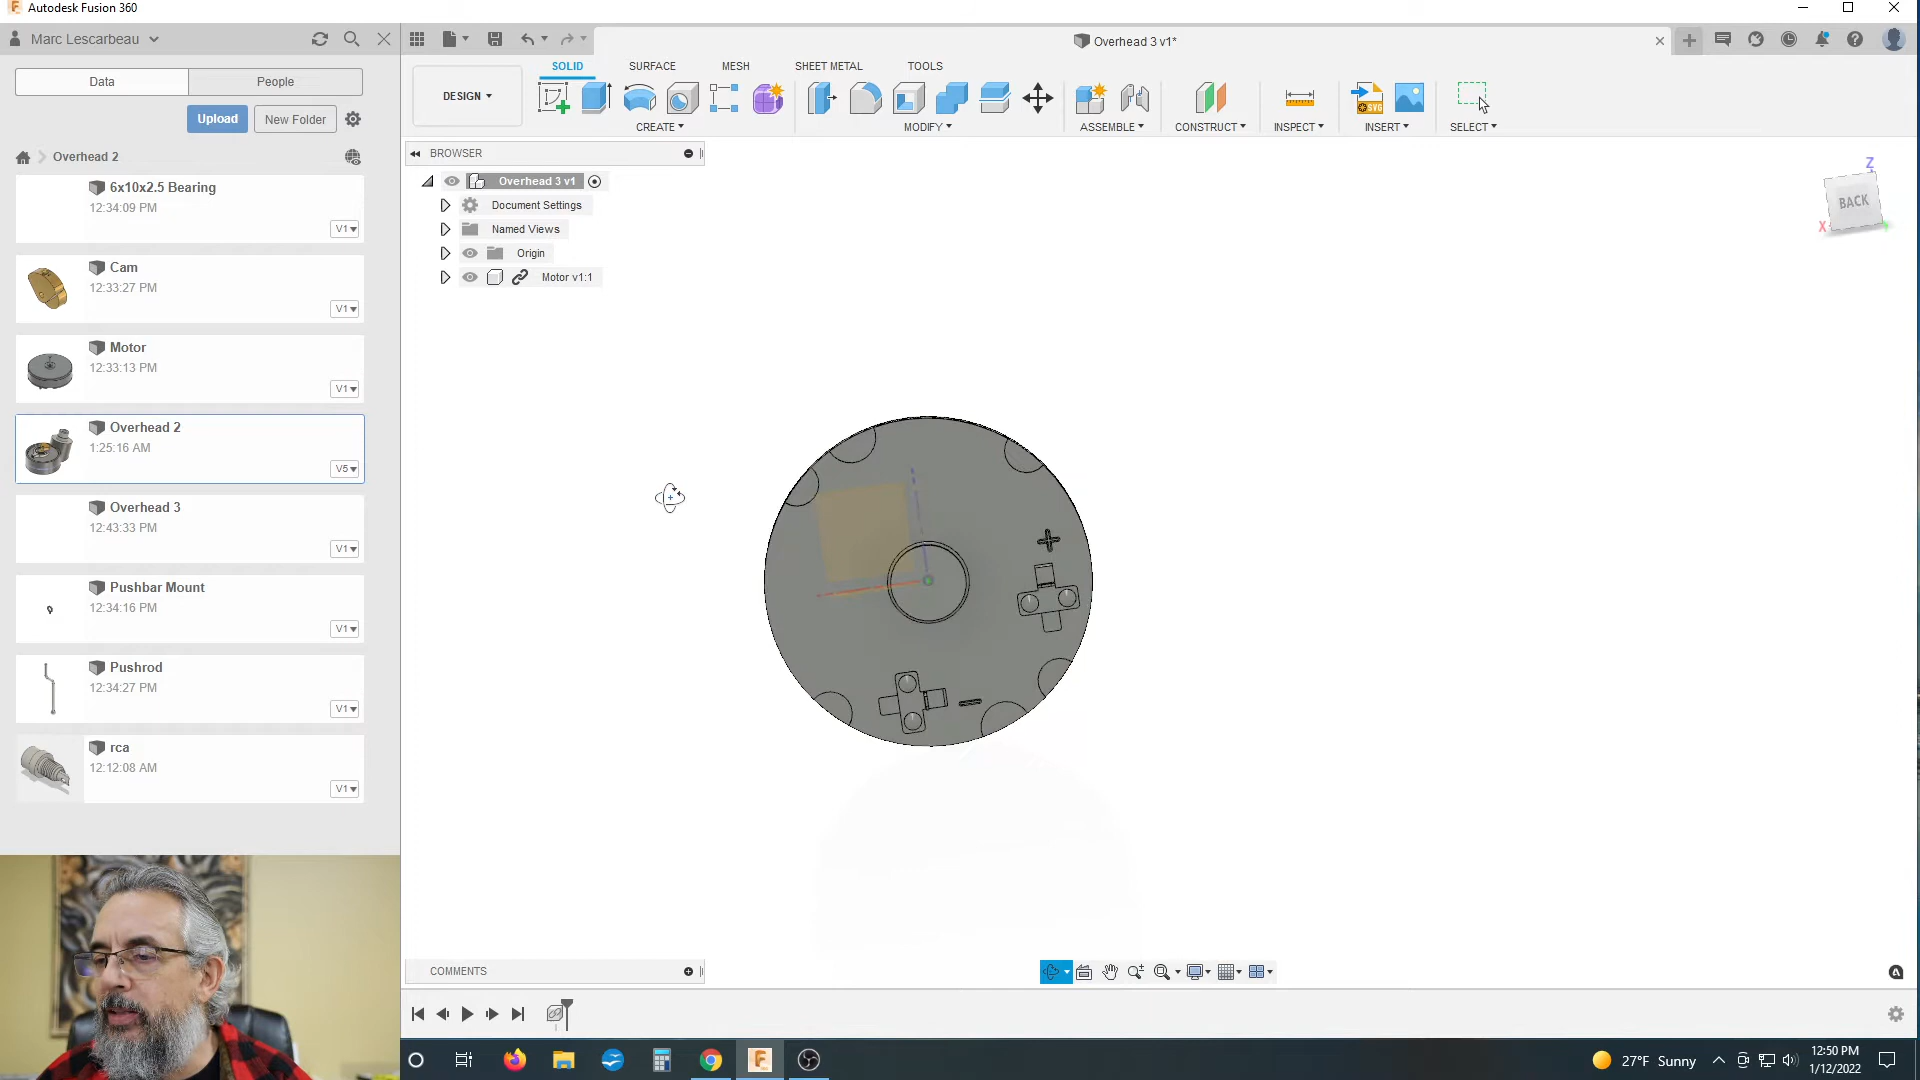 Autodesk Fusion 360
Marc Lescarbeau
Overhead 3 v1*
Data
People
Upload
New Folder
Overhead 2
6x10x2.5 Bearing
12:34:09 PM
V1
Cam
12:33:27 PM
V1
Motor
12:33:13 PM
V1
Overhead 2
1:25:16 AM
V5
Overhead 3
12:43:33 PM
V1
Pushbar Mount
12:34:16 PM
V1
Pushrod
12:34:27 PM
V1
rca
12:12:08 AM
V1
DESIGN
SOLID
SURFACE
MESH
SHEET METAL
TOOLS
CREATE
MODIFY
ASSEMBLE
CONSTRUCT
INSPECT
INSERT
SELECT
SVG
BROWSER
Overhead 3 v1
Document Settings
Named Views
Origin
Motor v1:1
Z
BACK
X
COMMENTS
27°F Sunny
12:50 PM
1/12/2022